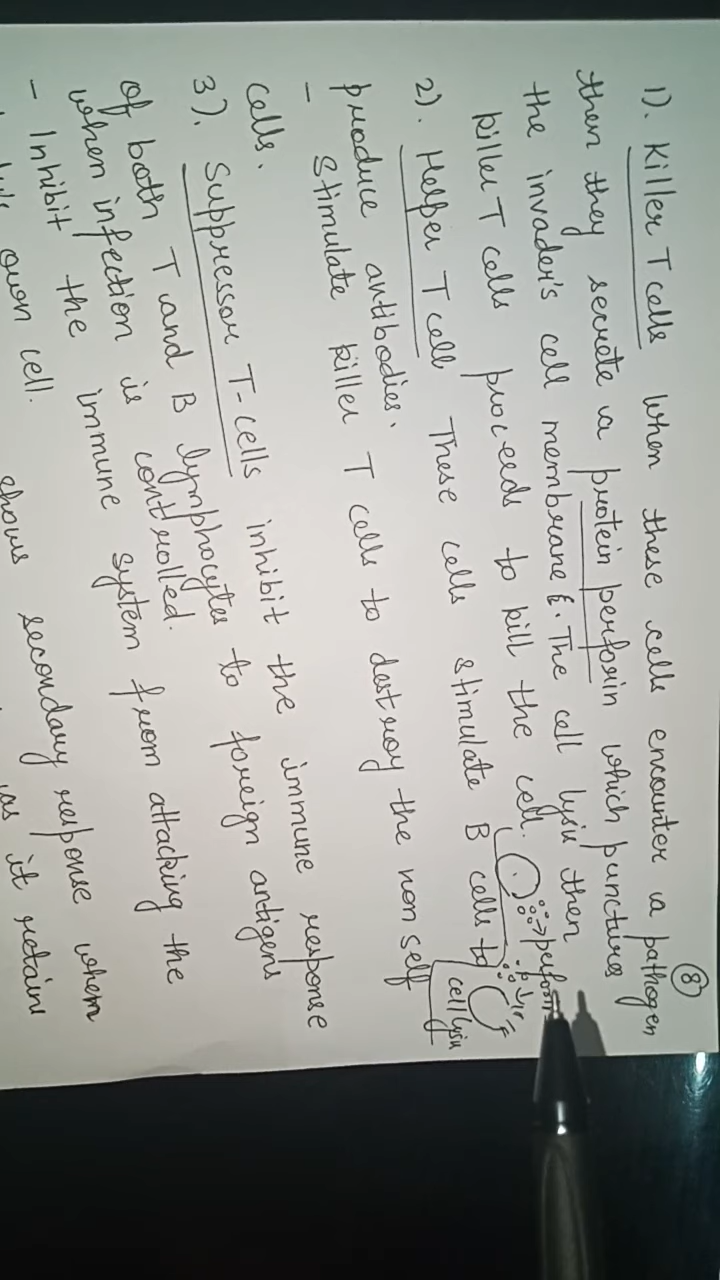 ⑧
1). Killer T cells when these cells encounter a pathogen
then they secrete a protein perforin which punctures
the invader's cell membrane &. The cell lysis then
killer T cells proceeds to kill the cell.
→ perforin
cell lysis
2). Helper T cell These cells stimulate B cells to
produce antibodies.
- Stimulate killer T cells to destroy the non self
cells.
3). Suppressor T-cells inhibit the immune response
of both T and B lymphocytes to foreign antigens
when infection is controlled.
- Inhibit the immune system from attacking the
own cell.
shows secondary response when
as it retains